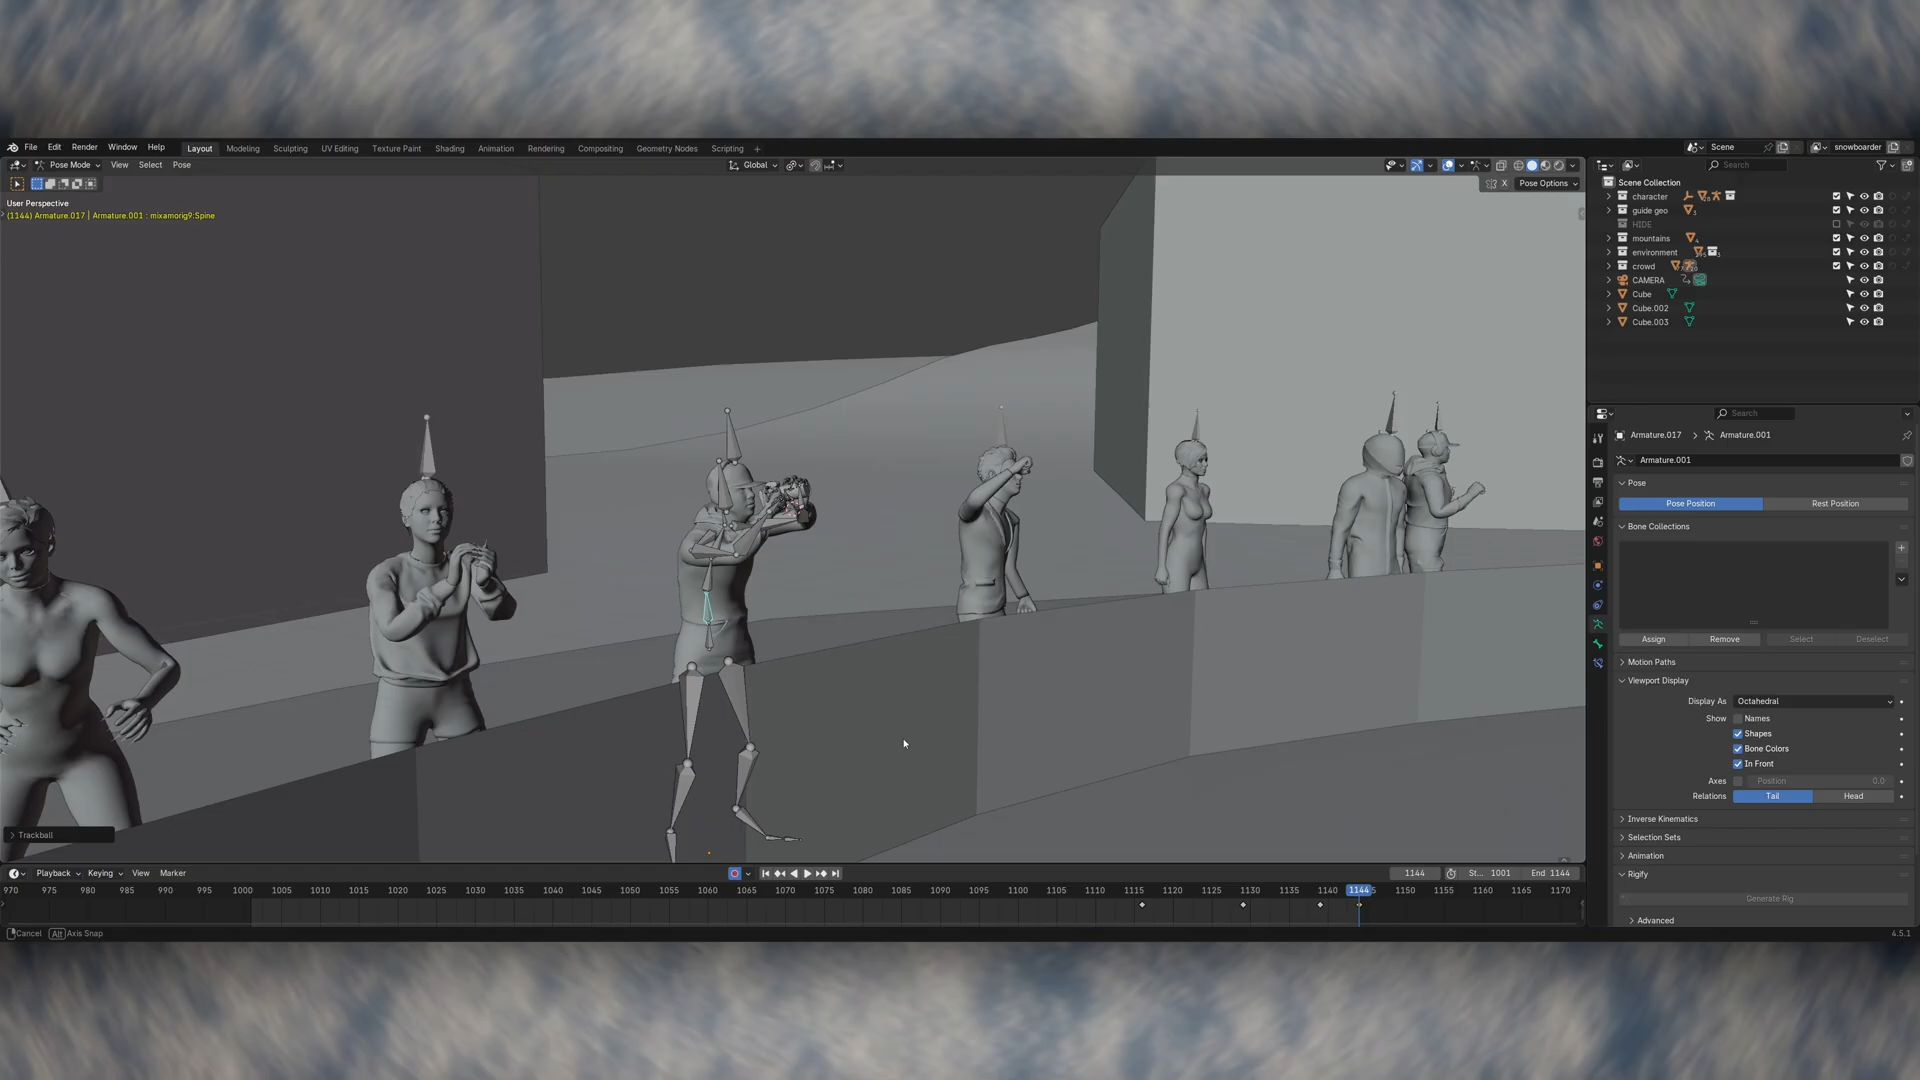 File Edit Render Window Help Layout Modeling Sculpting UV Editing Texture Paint Shading Animation Rendering Compositing Geometry Nodes Scripting + Scene snowboarder
Pose Mode View Select Pose Global Search
X Pose Options
User Perspective
(1144) Armature.017 | Armature.001 : mixamorig9:Spine
Scene Collection
character
guide geo
HIDE
mountains
environment
crowd
CAMERA
Cube
Cube.002
Cube.003
Search
Armature.017 > Armature.001
Armature.001
Pose
Pose Position Rest Position
Bone Collections
Assign Remove Select Deselect
Motion Paths
Viewport Display
Display As Octahedral
Show Names
Shapes
Bone Colors
In Front
Axes Position 0.0
Relations Tail Head
Inverse Kinematics
Selection Sets
Animation
Rigify
Generate Rig
Advanced
Trackball
Playback Keying View Marker 1144 St... 1001 End 1144
970 975 980 985 990 995 1000 1005 1010 1015 1020 1025 1030 1035 1040 1045 1050 1055 1060 1065 1070 1075 1080 1085 1090 1095 1100 1105 1110 1115 1120 1125 1130 1135 1140 1144 1150 1155 1160 1165 1170
Cancel Alt Axis Snap 4.5.1